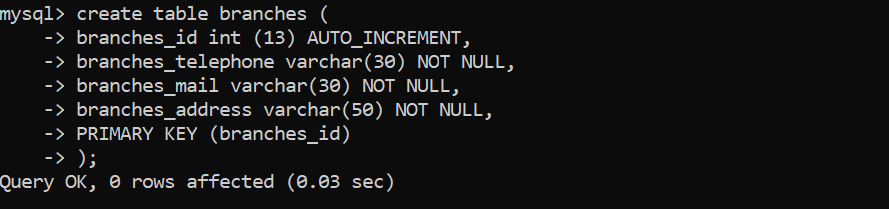 mysql> create table branches (
    -> branches_id int (13) AUTO_INCREMENT,
    -> branches_telephone varchar(30) NOT NULL,
    -> branches_mail varchar(30) NOT NULL,
    -> branches_address varchar(50) NOT NULL,
    -> PRIMARY KEY (branches_id)
    -> );
Query OK, 0 rows affected (0.03 sec)